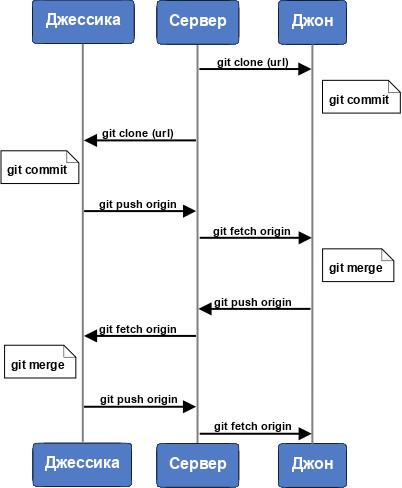 Джессика Сервер Джон
git clone (url)
git commit
git clone (url)
git commit
git push origin
git fetch origin
git merge
git push origin
git fetch origin
git merge
git push origin
git fetch origin
Джессика Сервер Джон